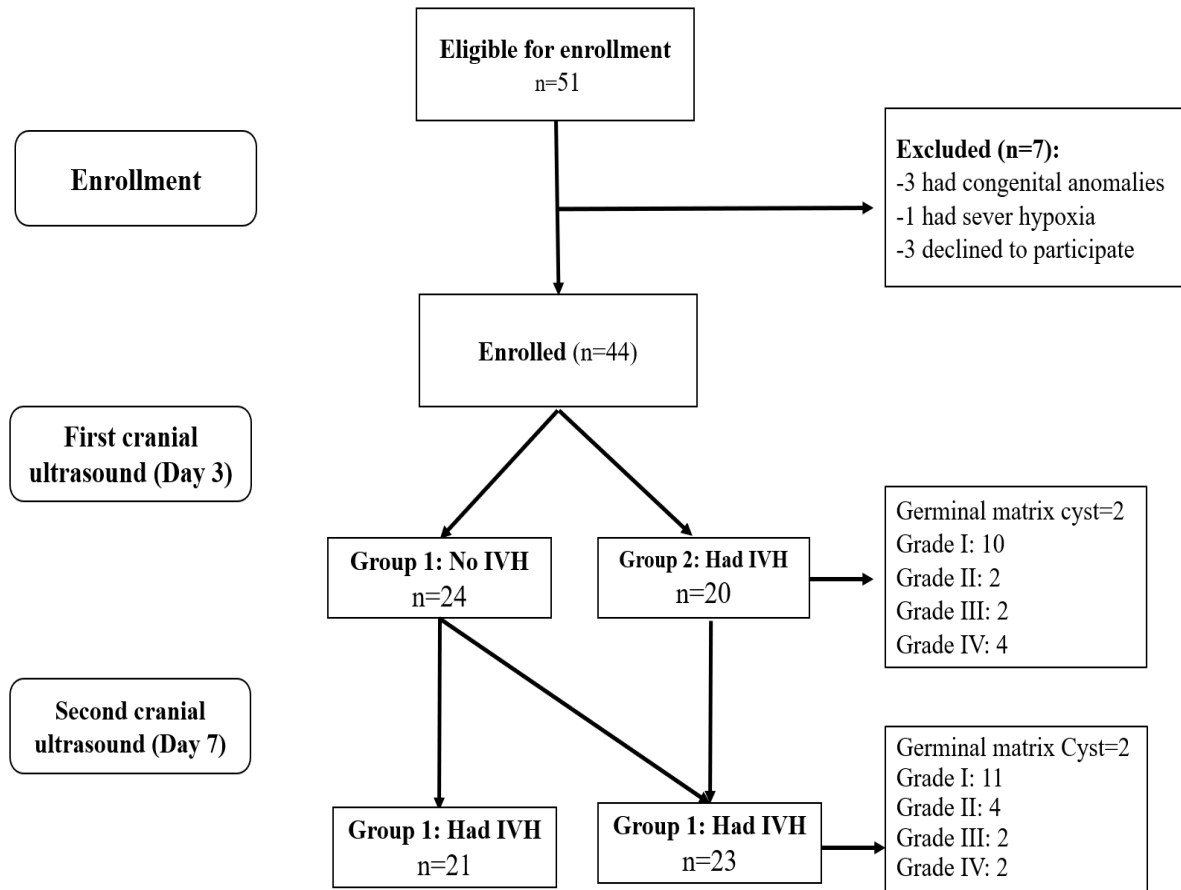 Eligible for enrollment
n=51
Enrollment
Excluded (n=7):
-3 had congenital anomalies
-1 had sever hypoxia
-3 declined to participate
Enrolled (n=44)
First cranial
ultrasound (Day 3)
Group 1: No IVH
n=24
Group 2: Had IVH
n=20
Germinal matrix cyst=2
Grade I: 10
Grade II: 2
Grade III: 2
Grade IV: 4
Second cranial
ultrasound (Day 7)
Group 1: Had IVH
n=21
Group 1: Had IVH
n=23
Germinal matrix Cyst=2
Grade I: 11
Grade II: 4
Grade III: 2
Grade IV: 2